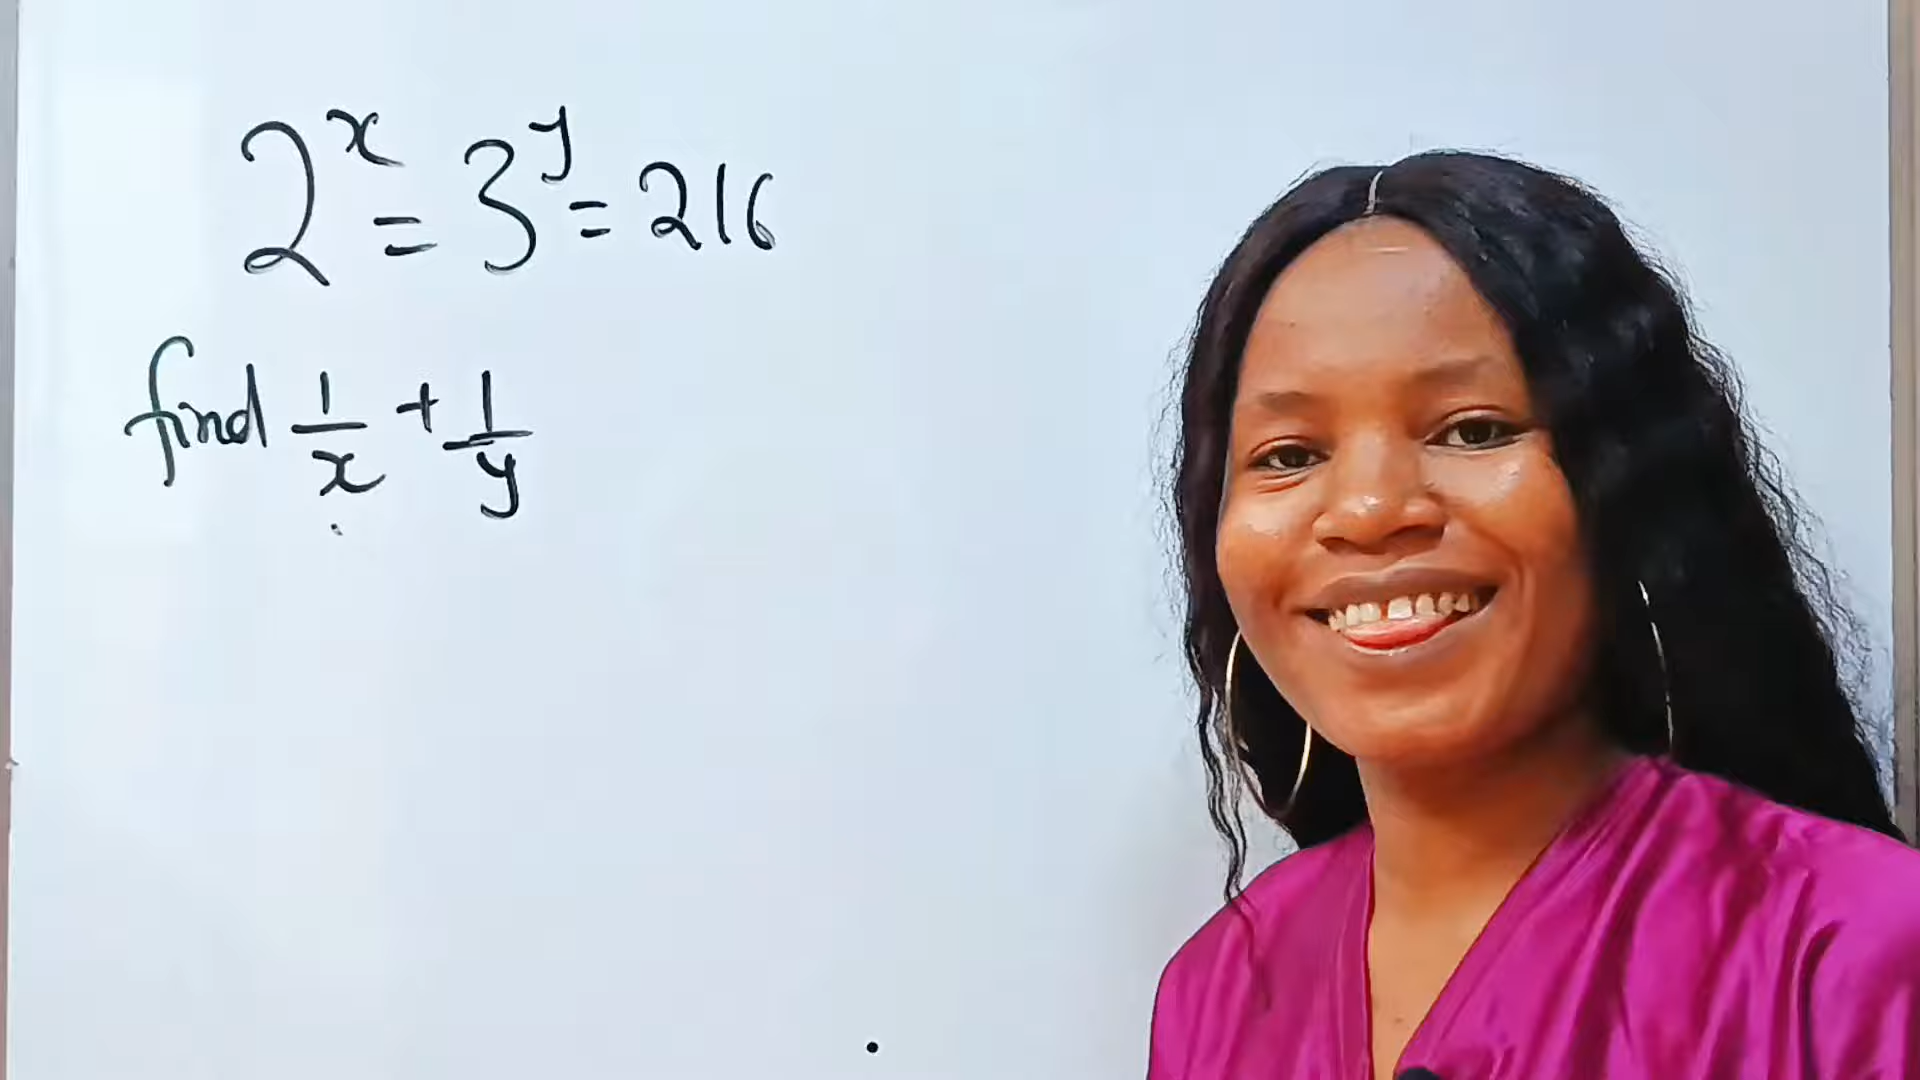 2^x = 3^y = 216
find 1/x + 1/y